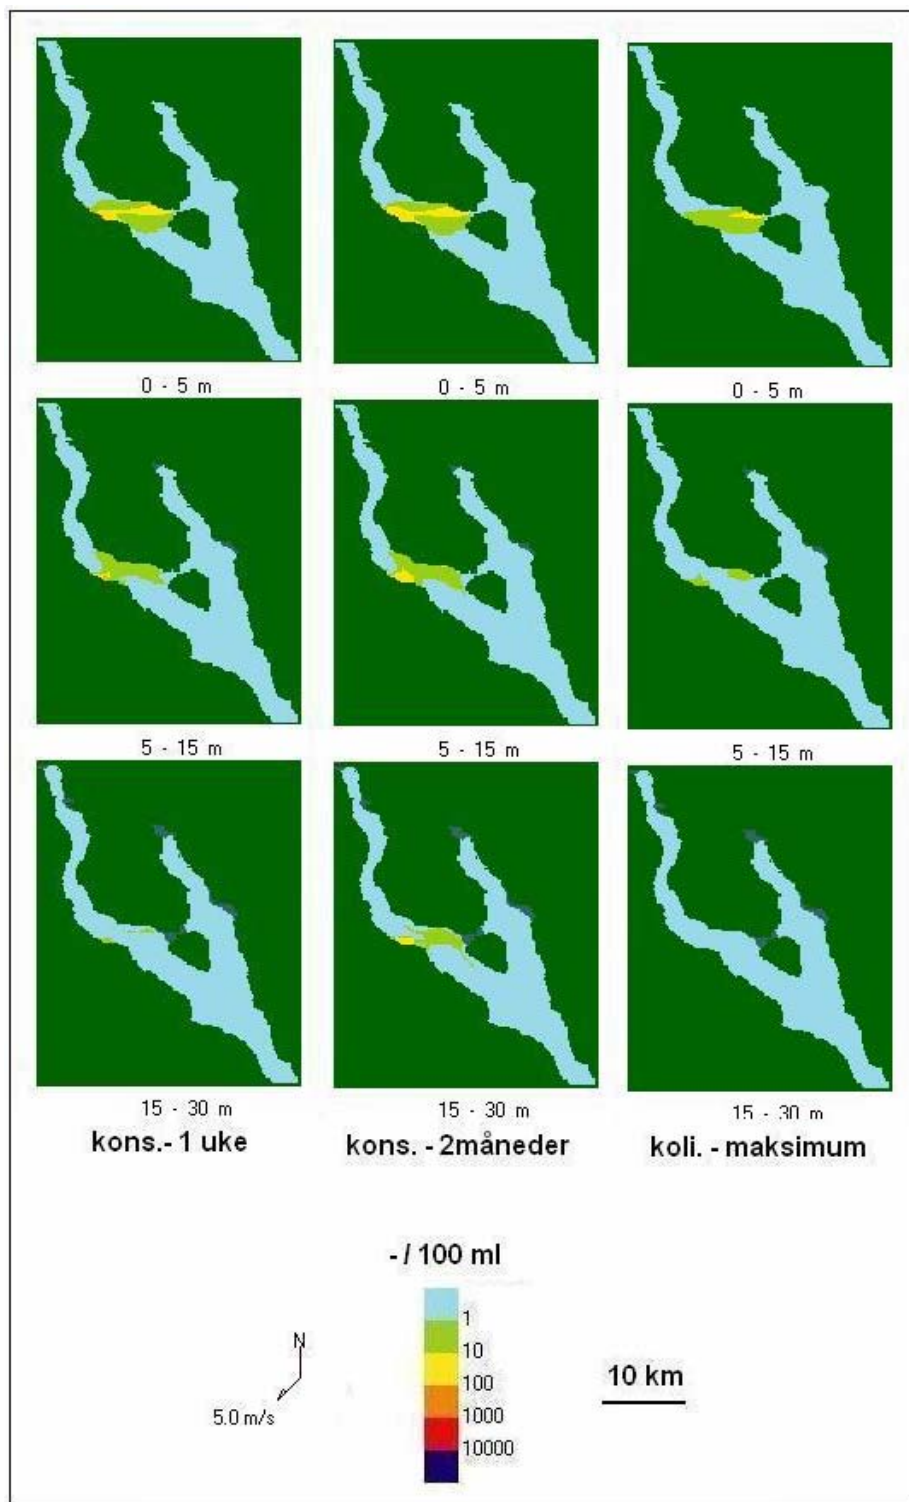 0 - 5 m
0 - 5 m
0 - 5 m
5 - 15 m
5 - 15 m
5 - 15 m
15 - 30 m
15 - 30 m
15 - 30 m
kons.- 1 uke
kons. - 2måneder
koli. - maksimum
- / 100 ml
1
10
100
1000
10000
N
5.0 m/s
10 km